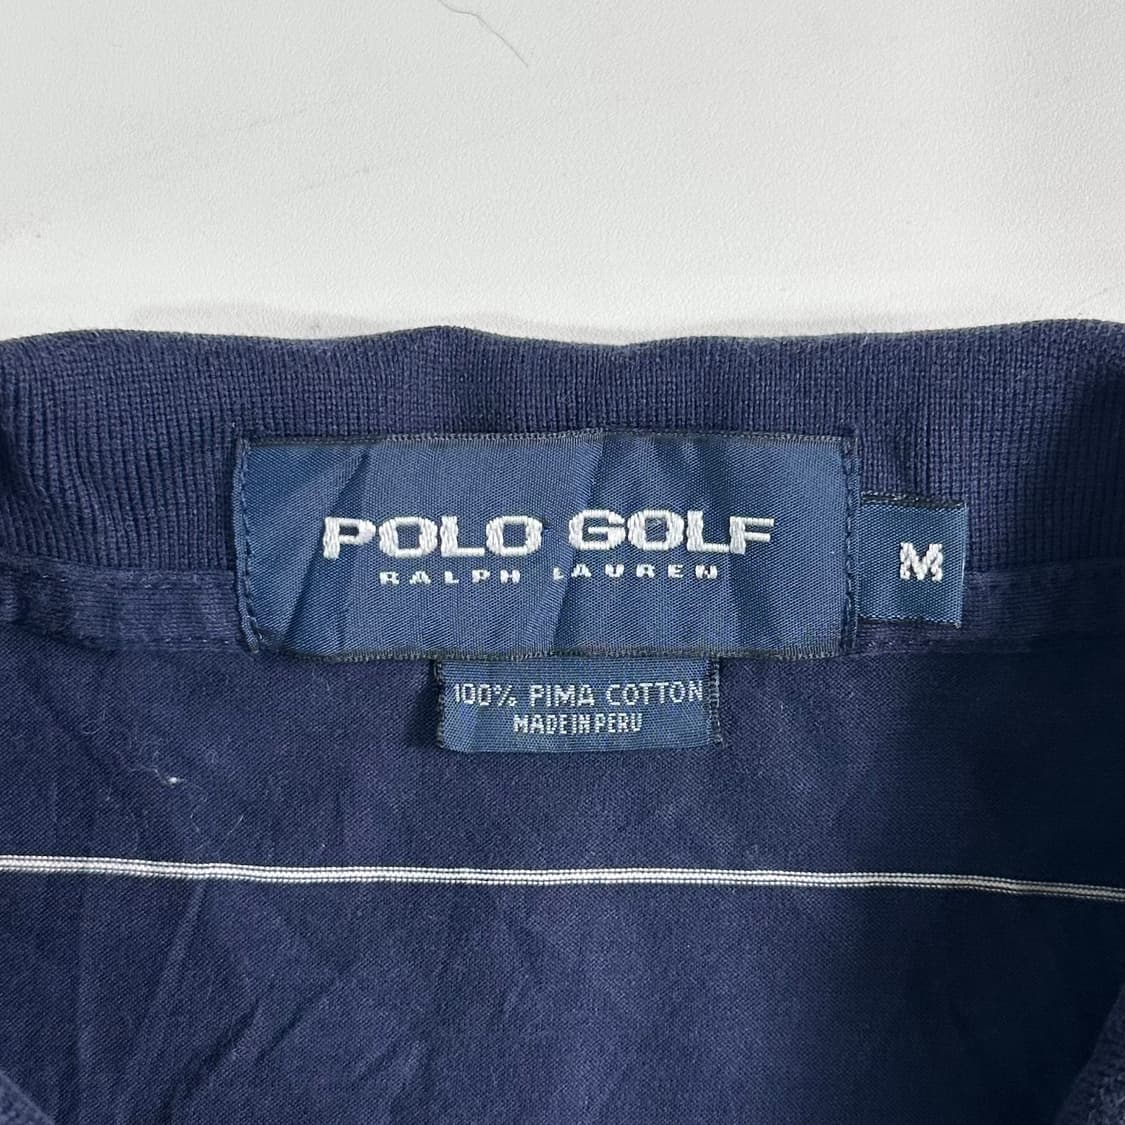 POLO GOLF
RALPH LAUREN
M
100% PIMA COTTON
MADE IN PERU